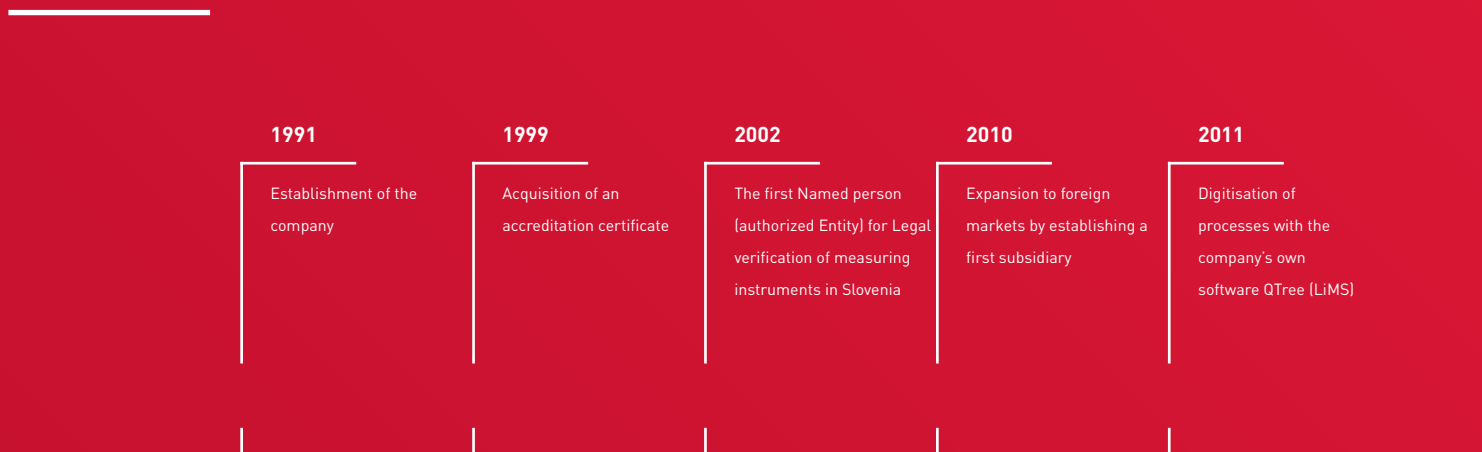 1991
Establishment of the
company
1999
Acquisition of an
accreditation certificate
2002
The first Named person
(authorized Entity) for Legal
verification of measuring
instruments in Slovenia
2010
Expansion to foreign
markets by establishing a
first subsidiary
2011
Digitisation of
processes with the
company's own
software QTree (LiMS)